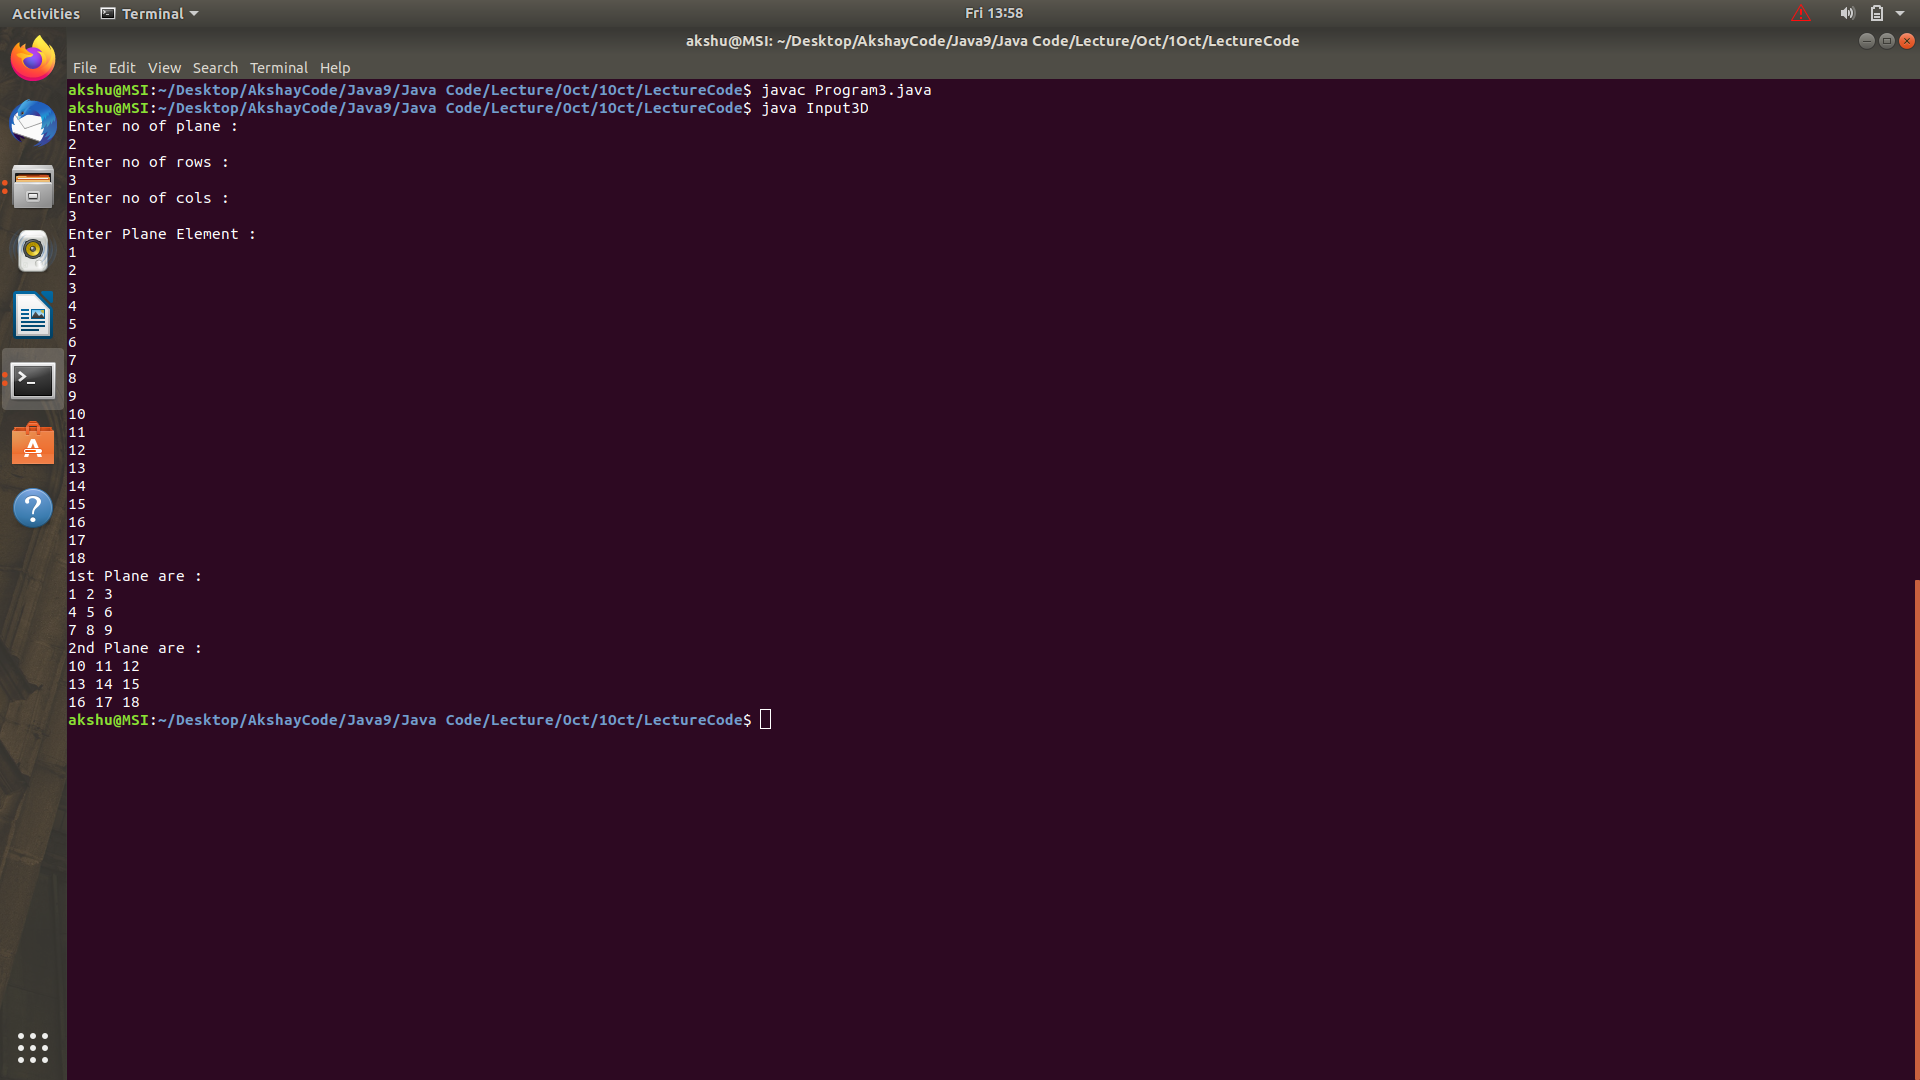 Activities Terminal Fri 13:58
akshu@MSI: ~/Desktop/AkshayCode/Java9/Java Code/Lecture/Oct/1Oct/LectureCode
File Edit View Search Terminal Help
akshu@MSI:~/Desktop/AkshayCode/Java9/Java Code/Lecture/Oct/1Oct/LectureCode$ javac Program3.java
akshu@MSI:~/Desktop/AkshayCode/Java9/Java Code/Lecture/Oct/1Oct/LectureCode$ java Input3D
Enter no of plane :
2
Enter no of rows :
3
Enter no of cols :
3
Enter Plane Element :
1
2
3
4
5
6
7
8
9
10
11
12
13
14
15
16
17
18
1st Plane are :
1 2 3
4 5 6
7 8 9
2nd Plane are :
10 11 12
13 14 15
16 17 18
akshu@MSI:~/Desktop/AkshayCode/Java9/Java Code/Lecture/Oct/1Oct/LectureCode$